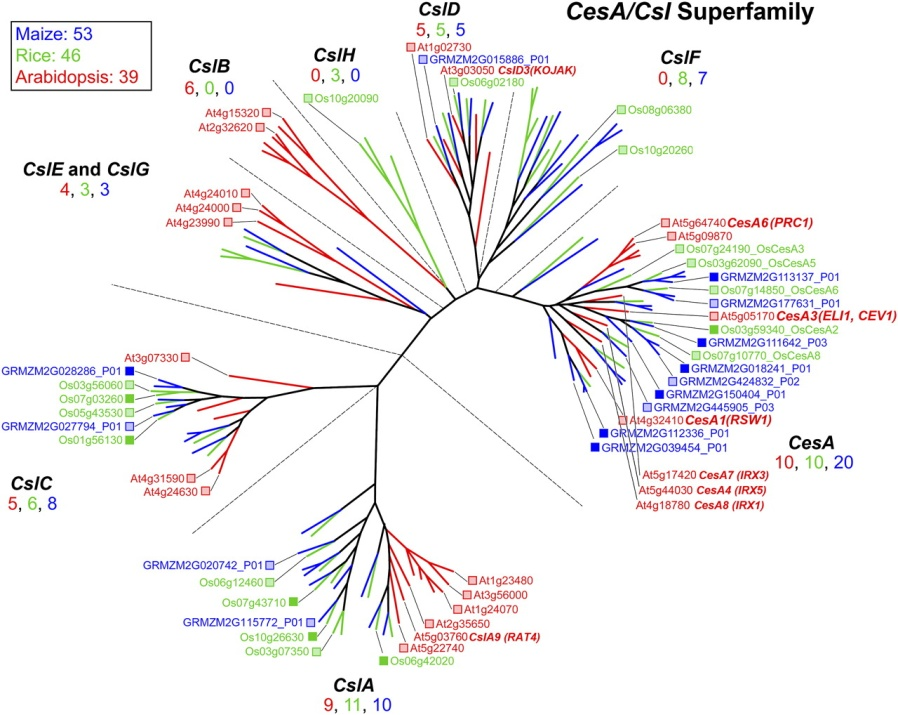 CesA/Csl Superfamily
Maize: 53
Rice: 46
Arabidopsis: 39
CslD
5, 5, 5
At1g02730
GRMZM2G015886_P01
At3g03050 CslD3(KOJAK)
Os06g02180
CslH
0, 3, 0
Os10g20090
CslF
0, 8, 7
Os08g06380
Os10g20260
CslB
6, 0, 0
At4g15320
At2g32620
CslE and CslG
4, 3, 3
At4g24010
At4g24000
At4g23990
At5g64740 CesA6(PRC1)
At5g09870
Os07g24190_OsCesA3
Os03g62090_OsCesA5
GRMZM2G113137_P01
Os07g14850_OsCesA6
GRMZM2G177631_P01
At5g05170 CesA3(ELI1, CEV1)
Os03g59340_OsCesA2
GRMZM2G111642_P03
Os07g10770_OsCesA8
GRMZM2G018241_P01
GRMZM2G424832_P02
GRMZM2G150404_P01
GRMZM2G445905_P03
At4g32410 CesA1(RSW1)
GRMZM2G112336_P01
GRMZM2G039454_P01
CesA
10, 10, 20
At5g17420 CesA7 (IRX3)
At5g44030 CesA4 (IRX5)
At4g18780 CesA8 (IRX1)
At3g07330
GRMZM2G028286_P01
Os03g56060
Os07g03260
Os05g43530
GRMZM2G027794_P01
Os01g56130
At4g31590
At4g24630
CslC
5, 6, 8
GRMZM2G020742_P01
Os06g12460
Os07g43710
GRMZM2G115772_P01
Os10g26630
Os03g07350
At1g23480
At3g56000
At1g24070
At2g35650
At5g03760 CslA9 (RAT4)
At5g22740
Os06g42020
CslA
9, 11, 10